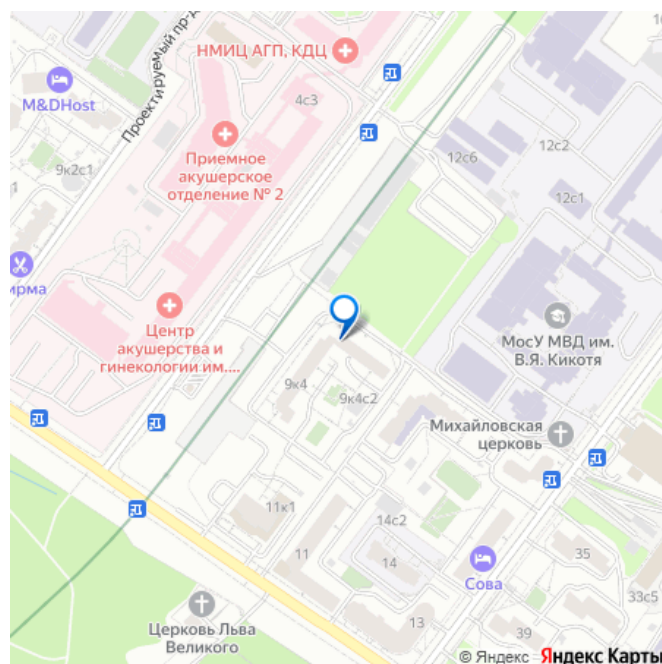 НМИЦ АГП, КДЦ
M&DHost
Проектируемый пр-д
4с3
Приемное
акушерское
отделение № 2
9к2с1
12с6
12с2
12с1
ирма
Центр
акушерства и
гинекологии им....
МосУ МВД им.
В.Я. Кикотя
9к4
9к4с2
Михайловская
церковь
11к1
14с2
11
14
Сова
35
33с5
13
39
Церковь Льва
Великого
© Яндекс Яндекс Карты